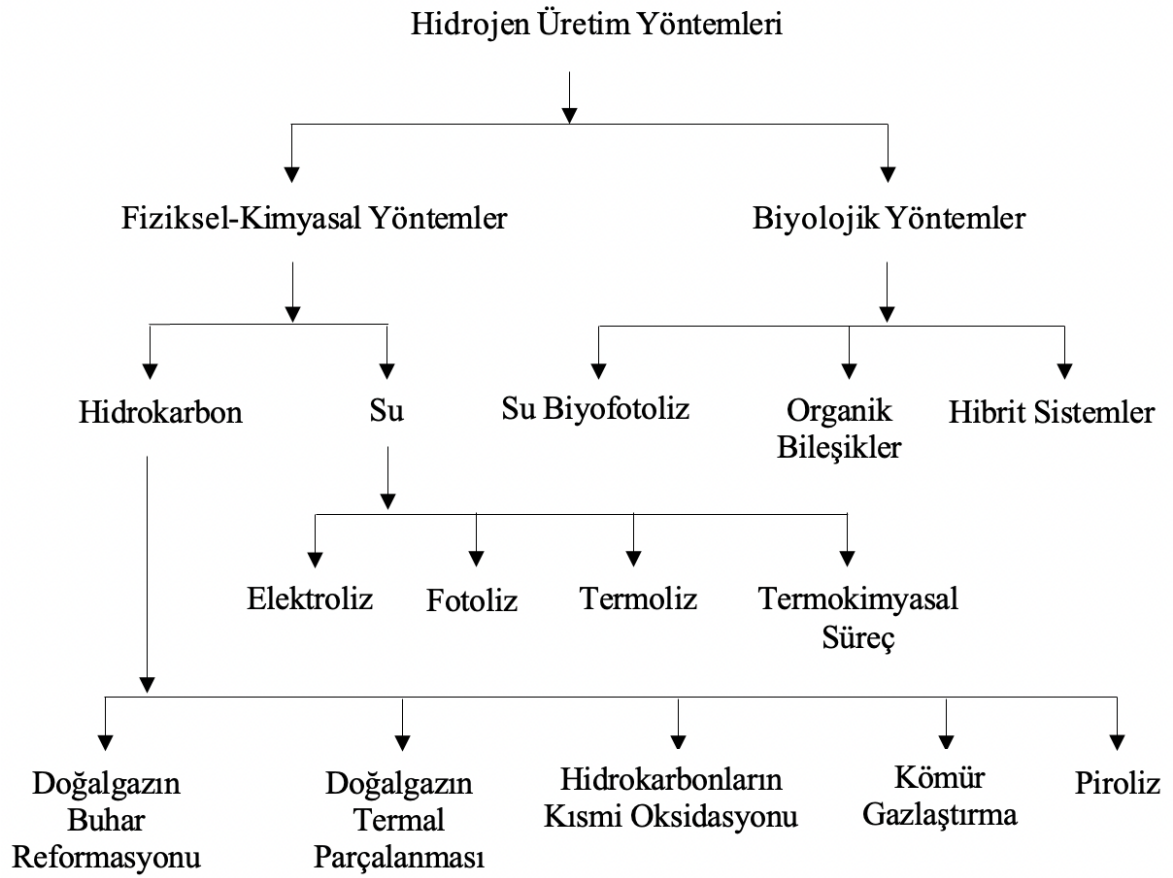 Hidrojen Üretim Yöntemleri
Fiziksel-Kimyasal Yöntemler
Biyolojik Yöntemler
Hidrokarbon
Su
Su Biyofotoliz
Organik
Bileşikler
Hibrit Sistemler
Elektroliz
Fotoliz
Termoliz
Termokimyasal
Süreç
Doğalgazın
Buhar
Reformasyonu
Doğalgazın
Termal
Parçalanması
Hidrokarbonların
Kısmi Oksidasyonu
Kömür
Gazlaştırma
Piroliz